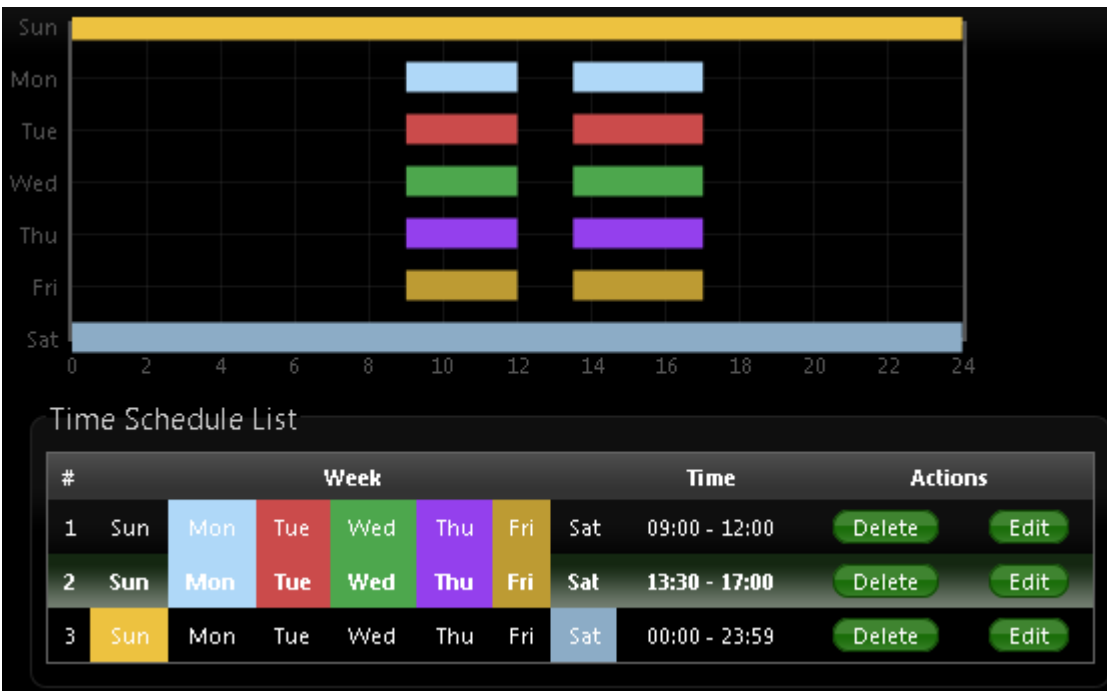 Sun
Mon
Tue
Wed
Thu
Fri
Sat
0 2 4 6 8 10 12 14 16 18 20 22 24
Time Schedule List
# Week Time Actions
1 Sun Mon Tue Wed Thu Fri Sat 09:00 - 12:00 Delete Edit
2 Sun Mon Tue Wed Thu Fri Sat 13:30 - 17:00 Delete Edit
3 Sun Mon Tue Wed Thu Fri Sat 00:00 - 23:59 Delete Edit